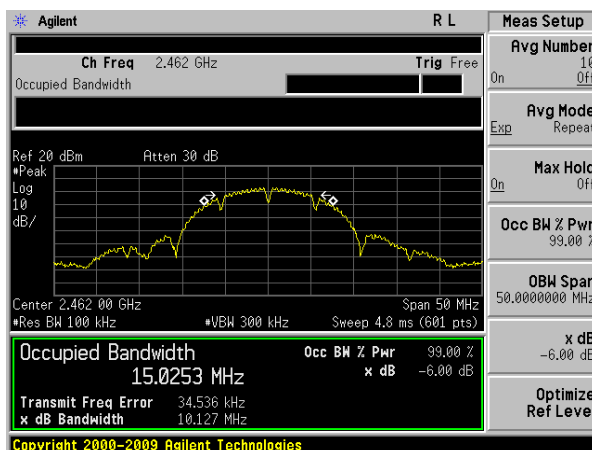 Agilent R L
Ch Freq 2.462 GHz Trig Free
Occupied Bandwidth
Ref 20 dBm Atten 30 dB
#Peak
Log
10
dB/
Center 2.462 00 GHz Span 50 MHz
#Res BW 100 kHz #VBW 300 kHz Sweep 4.8 ms (601 pts)
Occupied Bandwidth Occ BW % Pwr 99.00 %
15.0253 MHz x dB -6.00 dB
Transmit Freq Error 34.536 kHz
x dB Bandwidth 10.127 MHz
Copyright 2000-2009 Agilent Technologies
Meas Setup
Avg Number
10
On Off
Avg Mode
Exp Repeat
Max Hold
On Off
Occ BW % Pwr
99.00 %
OBW Span
50.0000000 MHz
x dB
-6.00 dB
Optimize
Ref Level